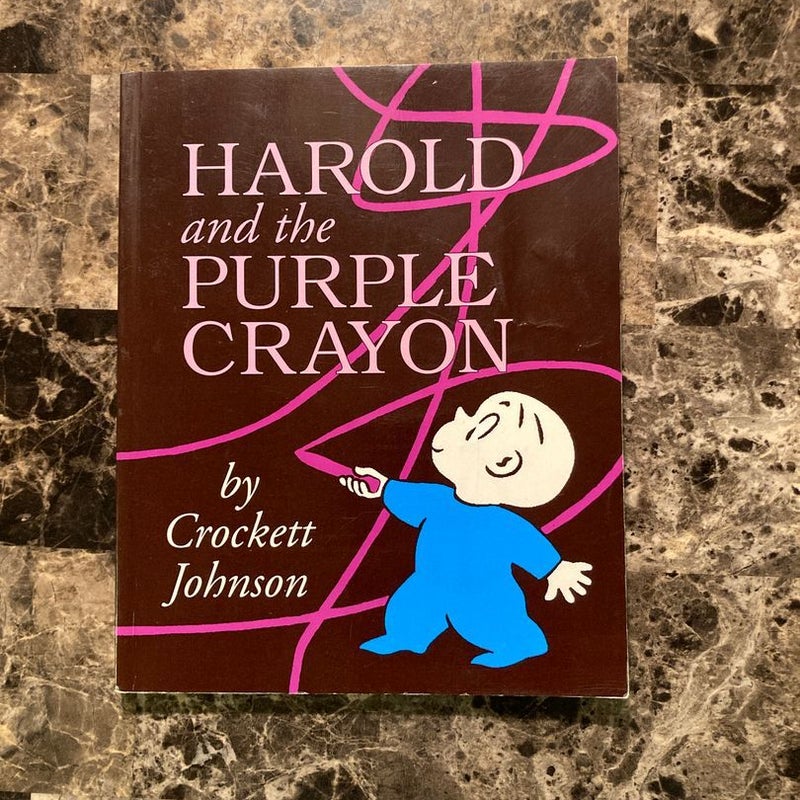 HAROLD
and the
PURPLE
CRAYON
by
Crockett
Johnson